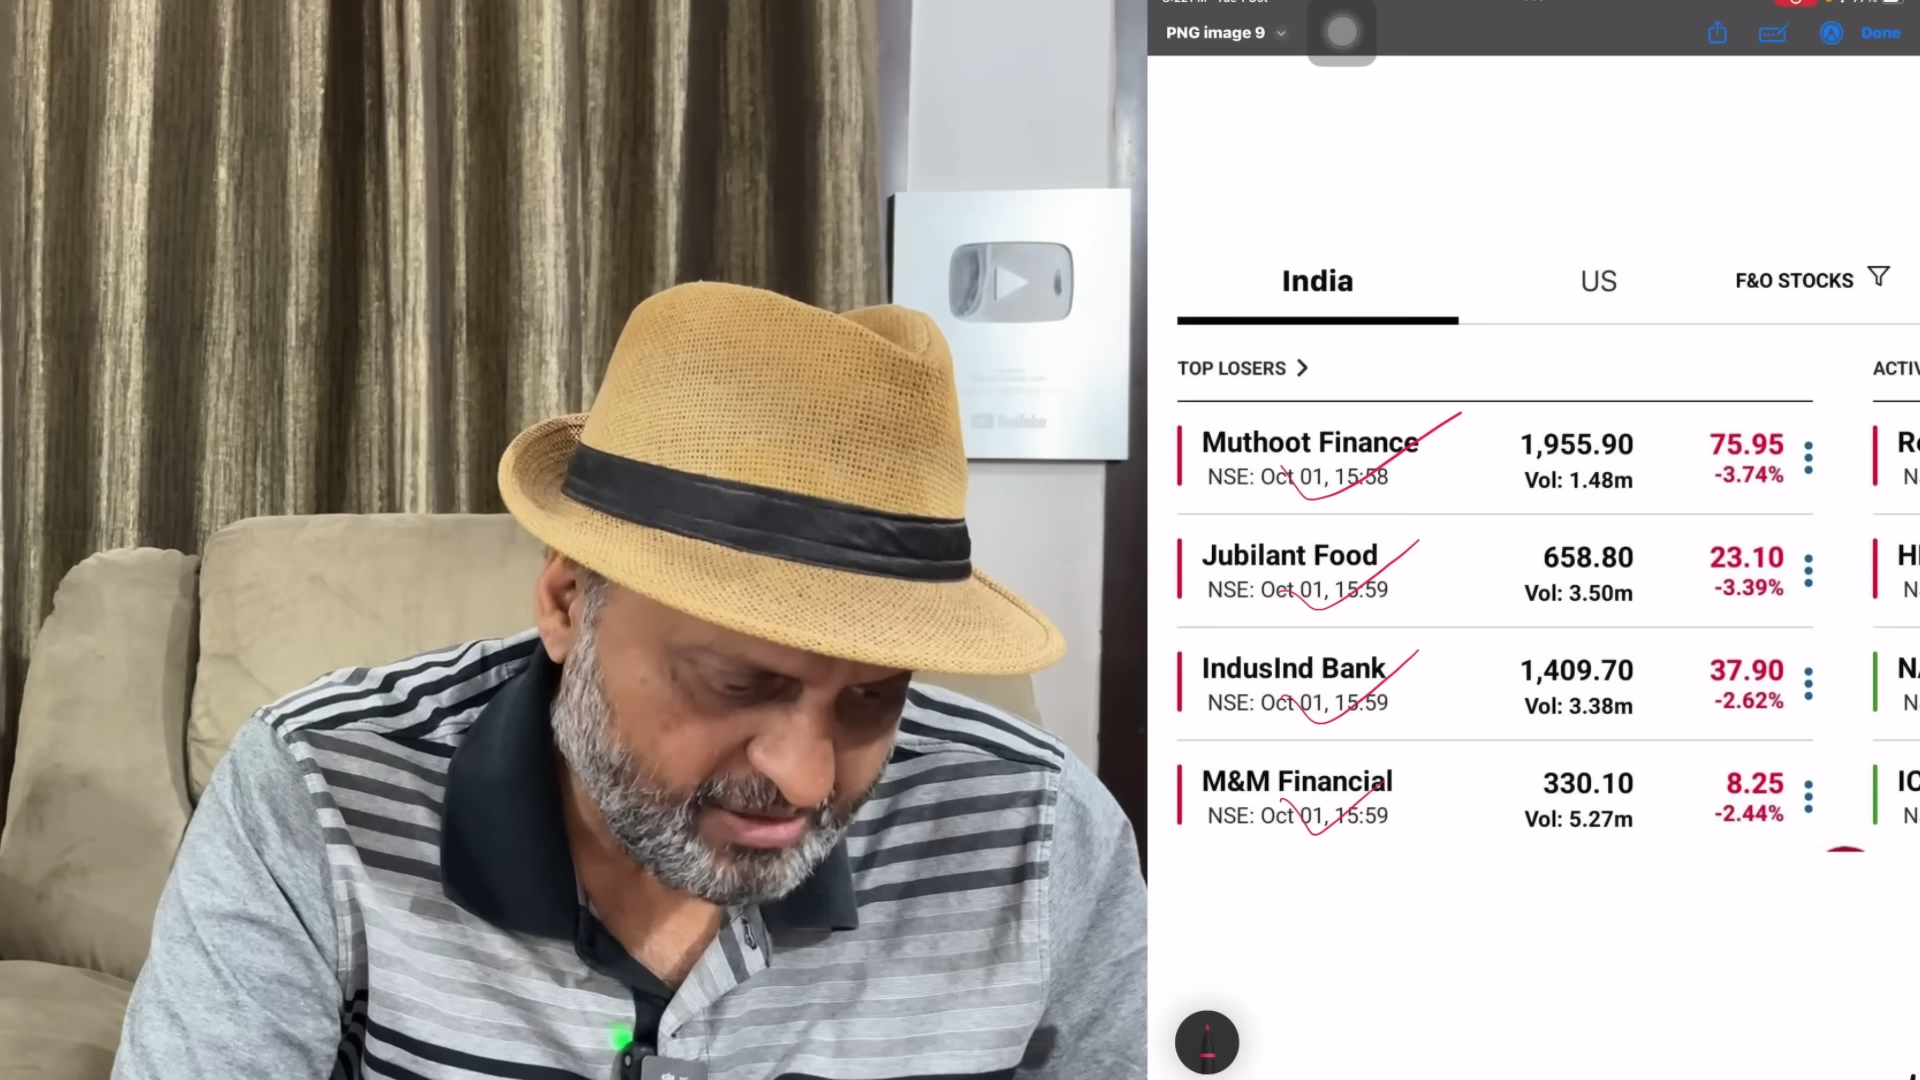 PNG image 9
Done
India
US
F&O STOCKS
TOP LOSERS
Muthoot Finance
1,955.90
75.95
NSE: Oct 01, 15:58
Vol: 1.48m
-3.74%
Jubilant Food
658.80
23.10
NSE: Oct 01, 15:59
Vol: 3.50m
-3.39%
IndusInd Bank
1,409.70
37.90
NSE: Oct 01, 15:59
Vol: 3.38m
-2.62%
M&M Financial
330.10
8.25
NSE: Oct 01, 15:59
Vol: 5.27m
-2.44%
YouTube